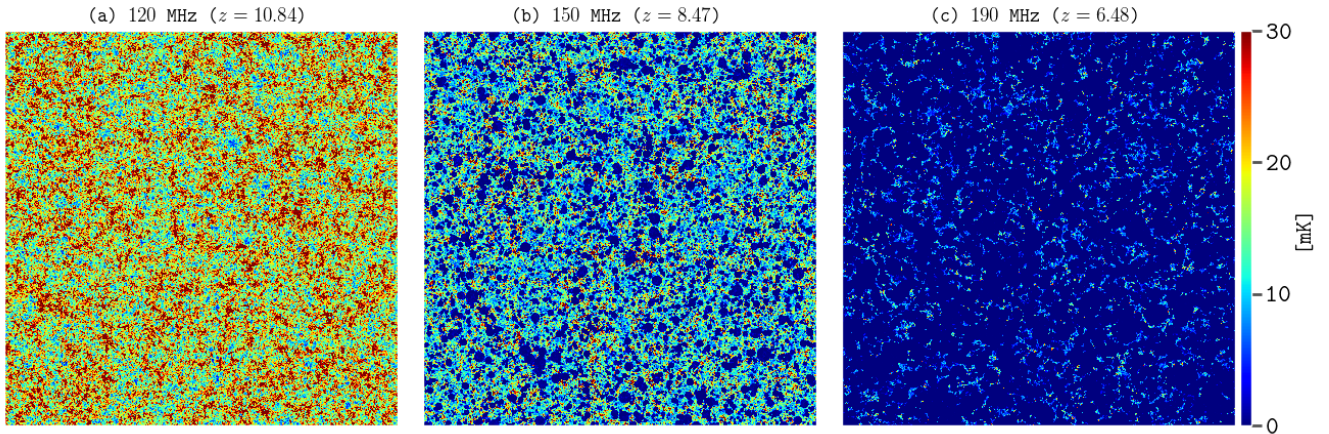 (a) 120 MHz (z = 10.84)
(b) 150 MHz (z = 8.47)
(c) 190 MHz (z = 6.48)
30
20
10
0
[mK]